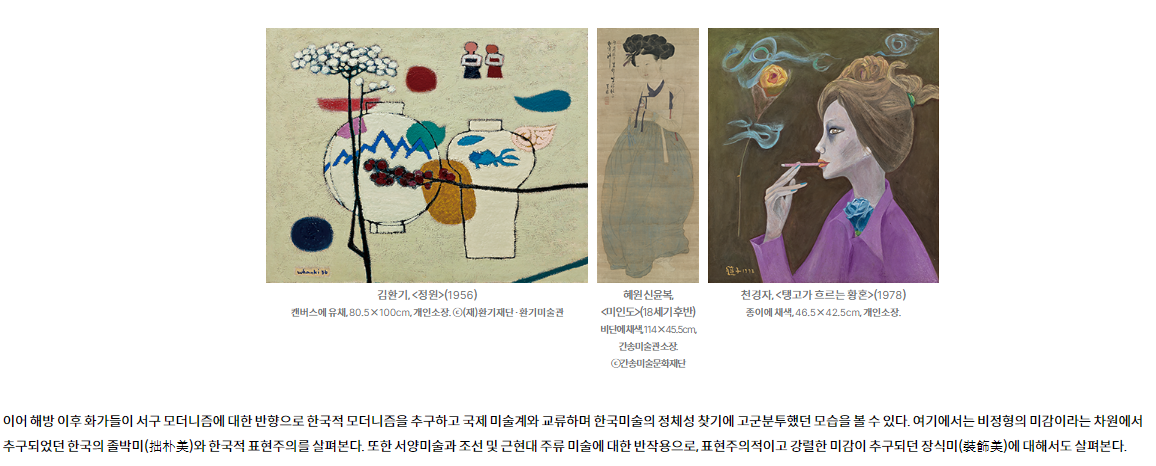 whanki 56
1978
김환기, <정원>(1956)
캔버스에 유채, 80.5×100cm, 개인소장. ⓒ(재)환기재단·환기미술관
혜원 신윤복,
<미인도>(18세기 후반)
비단에 채색, 114×45.5cm,
간송미술관 소장.
ⓒ간송미술문화재단
천경자, <탱고가 흐르는 황혼>(1978)
종이에 채색, 46.5×42.5cm, 개인소장.
이어 해방 이후 화가들이 서구 모더니즘에 대한 반향으로 한국적 모더니즘을 추구하고 국제 미술계와 교류하며 한국미술의 정체성 찾기에 고군분투했던 모습을 볼 수 있다. 여기에서는 비정형의 미감이라는 차원에서
추구되었던 한국의 졸박미(拙朴美)와 한국적 표현주의를 살펴본다. 또한 서양미술과 조선 및 근현대 주류 미술에 대한 반작용으로, 표현주의적이고 강렬한 미감이 추구되던 장식미(裝飾美)에 대해서도 살펴본다.